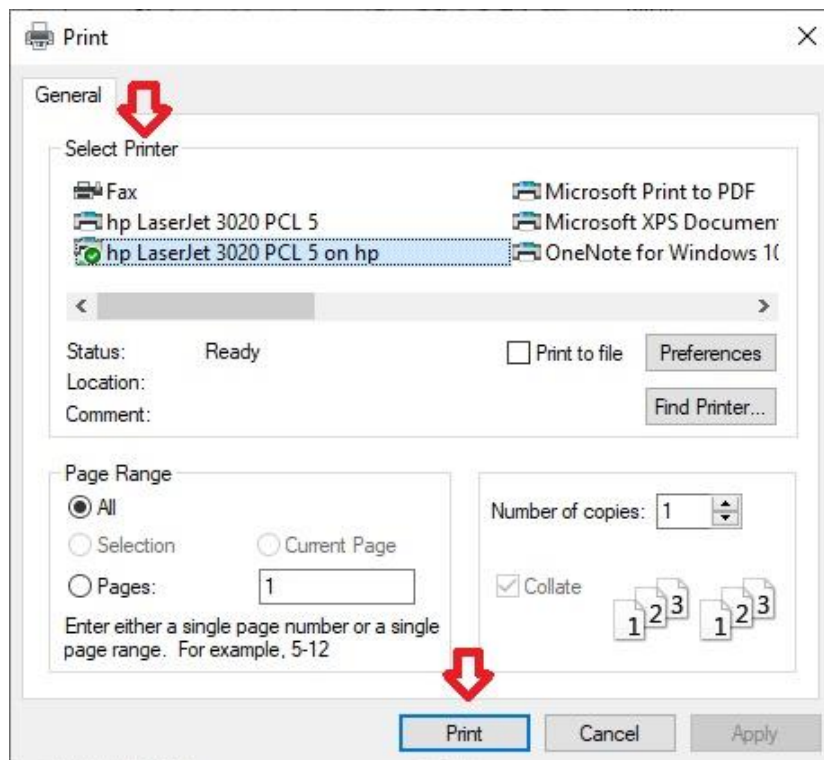 Print
General
Select Printer
Fax
Microsoft Print to PDF
hp LaserJet 3020 PCL 5
Microsoft XPS Documen
hp LaserJet 3020 PCL 5 on hp
OneNote for Windows 10
Status: Ready
Print to file
Preferences
Location:
Comment:
Find Printer...
Page Range
All
Number of copies: 1
Selection
Current Page
Pages: 1
Collate
1 2 3 1 2 3
Enter either a single page number or a single
page range. For example, 5-12
Print
Cancel
Apply